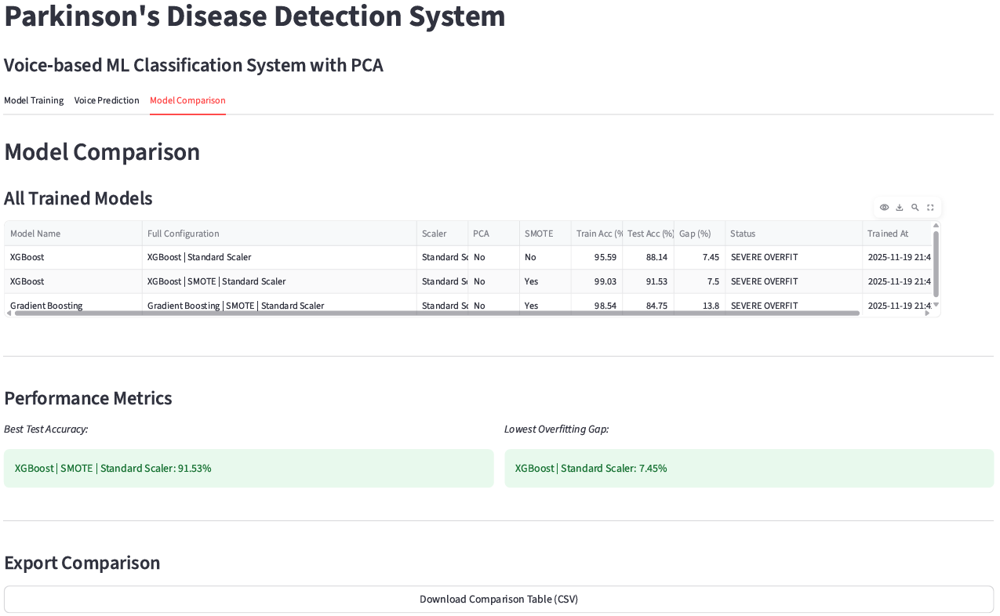 Parkinson's Disease Detection System
Voice-based ML Classification System with PCA
Model Training Voice Prediction Model Comparison
Model Comparison
All Trained Models
Model Name Full Configuration Scaler PCA SMOTE Train Acc (% Test Acc (%) Gap (%) Status Trained At
XGBoost XGBoost | Standard Scaler Standard Sc No No 95.59 88.14 7.45 SEVERE OVERFIT 2025-11-19 21:4
XGBoost XGBoost | SMOTE | Standard Scaler Standard Sc No Yes 99.03 91.53 7.5 SEVERE OVERFIT 2025-11-19 21:4
Gradient Boosting Gradient Boosting | SMOTE | Standard Scaler Standard Sc No Yes 98.54 84.75 13.8 SEVERE OVERFIT 2025-11-19 21:4
Performance Metrics
Best Test Accuracy: Lowest Overfitting Gap:
XGBoost | SMOTE | Standard Scaler: 91.53% XGBoost | Standard Scaler: 7.45%
Export Comparison
Download Comparison Table (CSV)